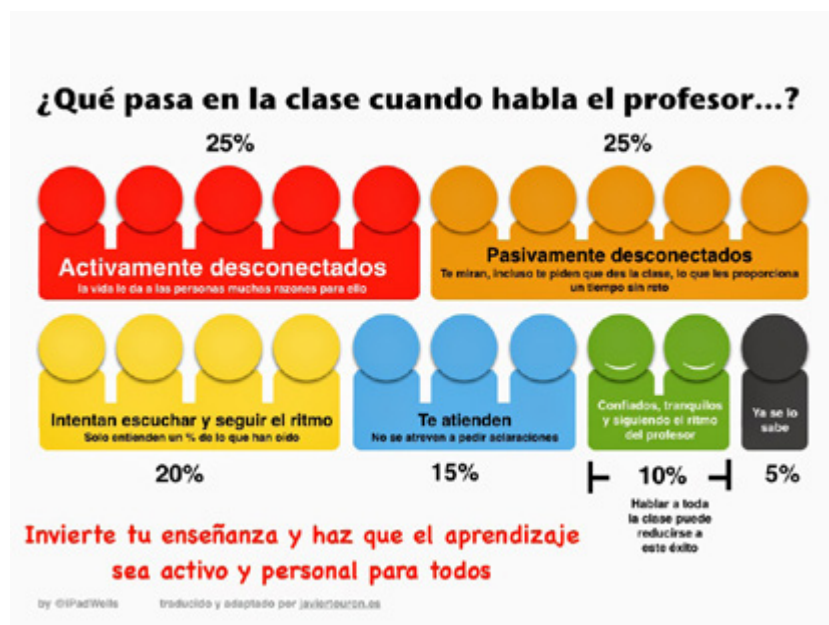 ¿Qué pasa en la clase cuando habla el profesor...?
25%
25%
Activamente desconectados
la vida le da a las personas muchas razones para ello
Pasivamente desconectados
Te miran, incluso te piden que des la clase, lo que les proporciona
un tiempo sin reto
Intentan escuchar y seguir el ritmo
Solo entienden un % de lo que han oído
Te atienden
No se atreven a pedir aclaraciones
Confiados, tranquilos
y siguiendo el ritmo
del profesor
Ya se lo
sabe
20%
15%
10%
5%
Hablar a toda
la clase puede
reducirse a
este éxito
Invierte tu enseñanza y haz que el aprendizaje
sea activo y personal para todos
by @iPadWells
traducido y adaptado por javiertouron.es